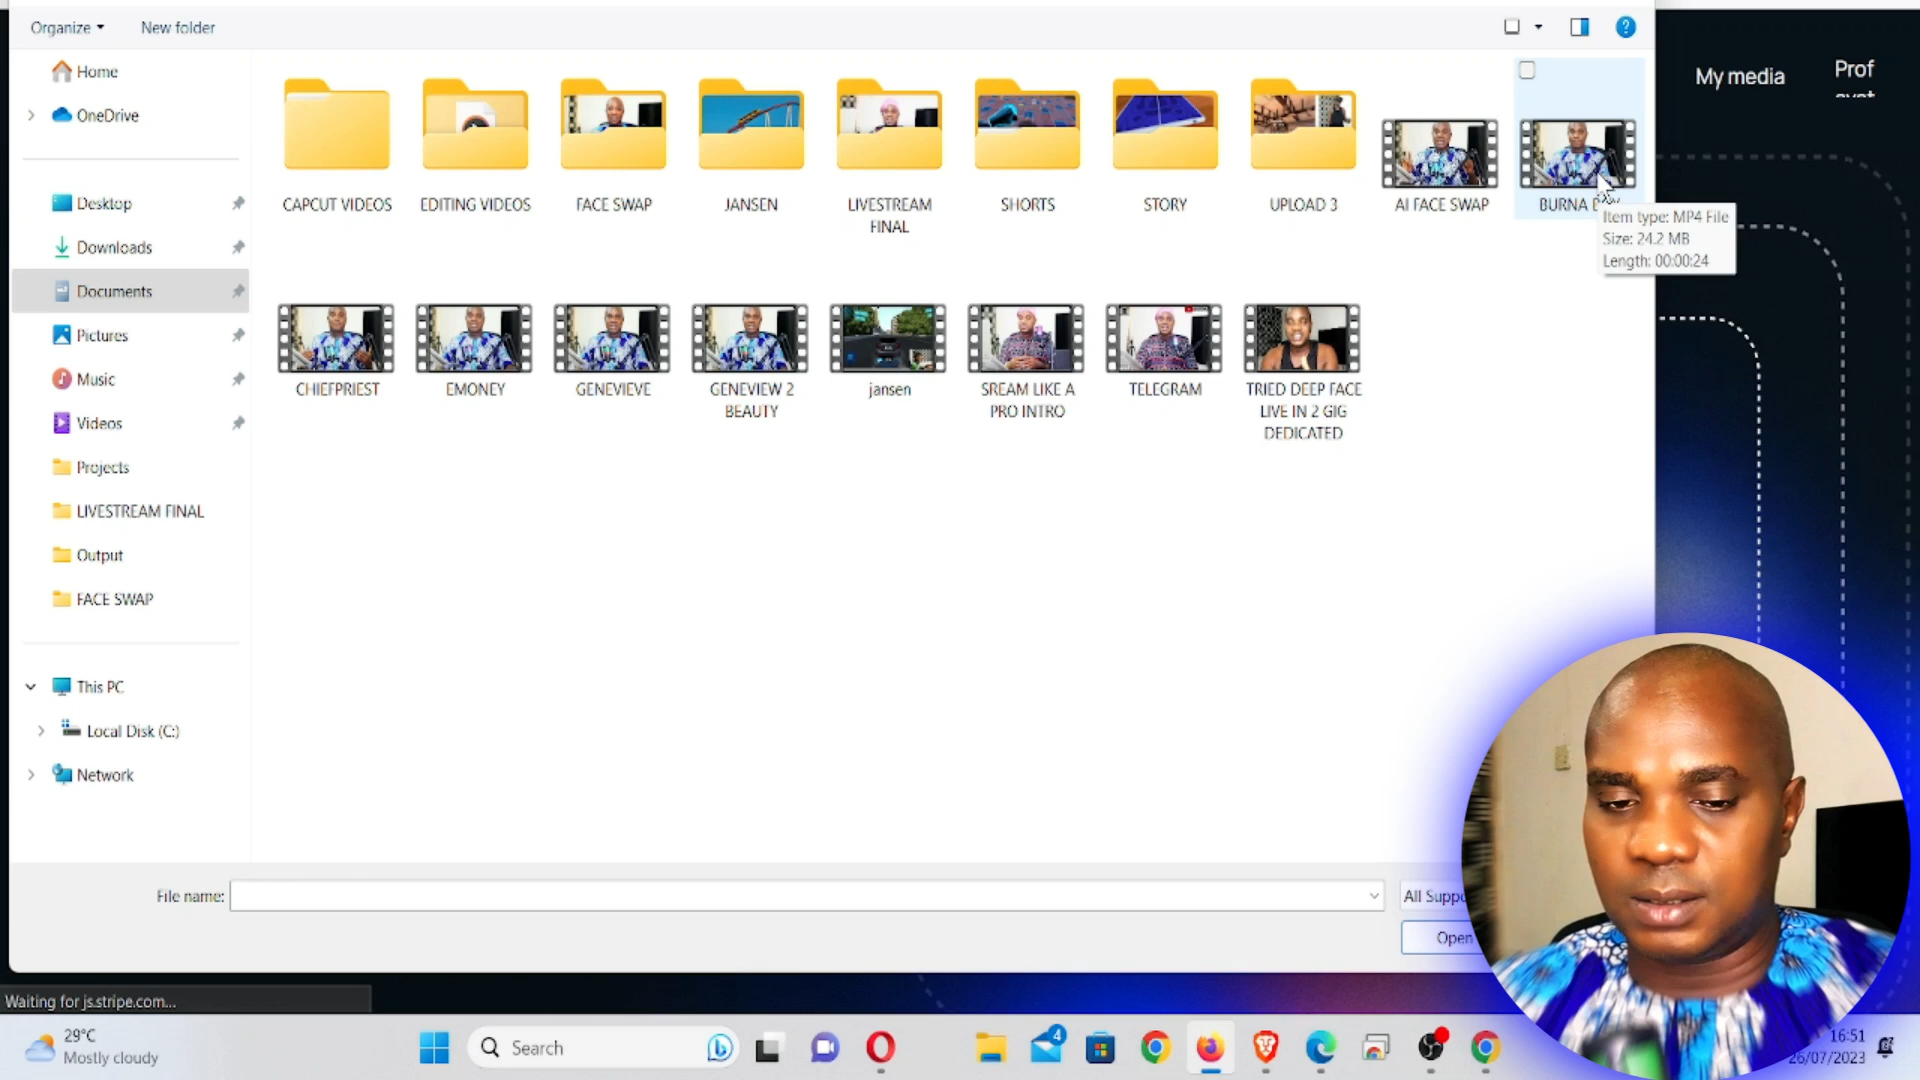 Organize
New folder
My media
Prof
Home
OneDrive
Desktop
Downloads
Documents
Pictures
Music
Videos
Projects
LIVESTREAM FINAL
Output
FACE SWAP
This PC
Local Disk (C:)
Network
CAPCUT VIDEOS
EDITING VIDEOS
FACE SWAP
JANSEN
LIVESTREAM
FINAL
SHORTS
STORY
UPLOAD 3
AI FACE SWAP
BURNA
Item type: MP4 File
Size: 24.2 MB
Length: 00:00:24
CHIEFPRIEST
EMONEY
GENEVIEVE
GENEVIEW 2
BEAUTY
jansen
SREAM LIKE A
PRO INTRO
TELEGRAM
TRIED DEEP FACE
LIVE IN 2 GIG
DEDICATED
File name:
All Suppo
Open
Waiting for js.stripe.com...
29°C
Mostly cloudy
Search
4
16:51
26/07/2023